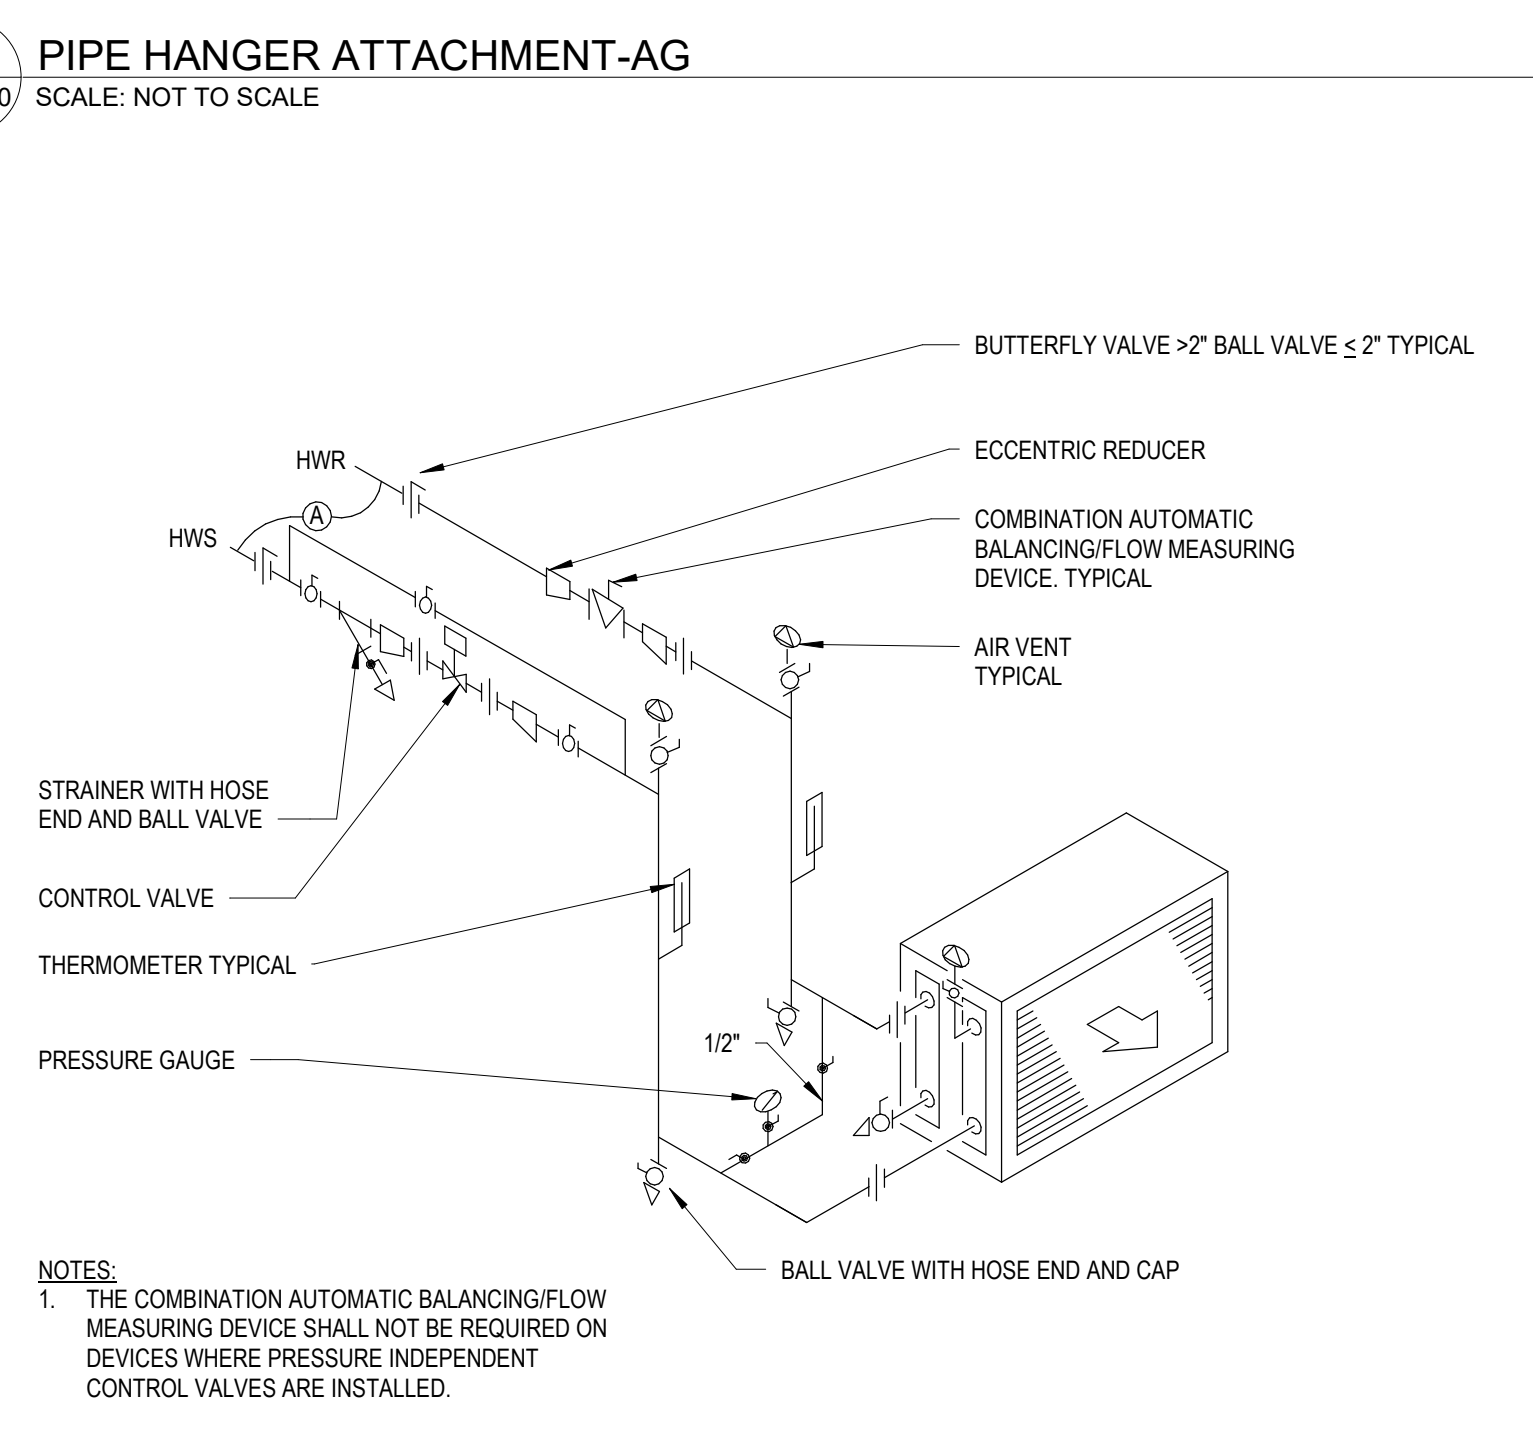 PIPE HANGER ATTACHMENT-AG
0 SCALE: NOT TO SCALE
BUTTERFLY VALVE >2" BALL VALVE ≤ 2" TYPICAL
HWR
ECCENTRIC REDUCER
A
HWS
COMBINATION AUTOMATIC
BALANCING/FLOW MEASURING
DEVICE. TYPICAL
AIR VENT
TYPICAL
STRAINER WITH HOSE
END AND BALL VALVE
CONTROL VALVE
THERMOMETER TYPICAL
1/2"
PRESSURE GAUGE
BALL VALVE WITH HOSE END AND CAP
NOTES:
1. THE COMBINATION AUTOMATIC BALANCING/FLOW
MEASURING DEVICE SHALL NOT BE REQUIRED ON
DEVICES WHERE PRESSURE INDEPENDENT
CONTROL VALVES ARE INSTALLED.